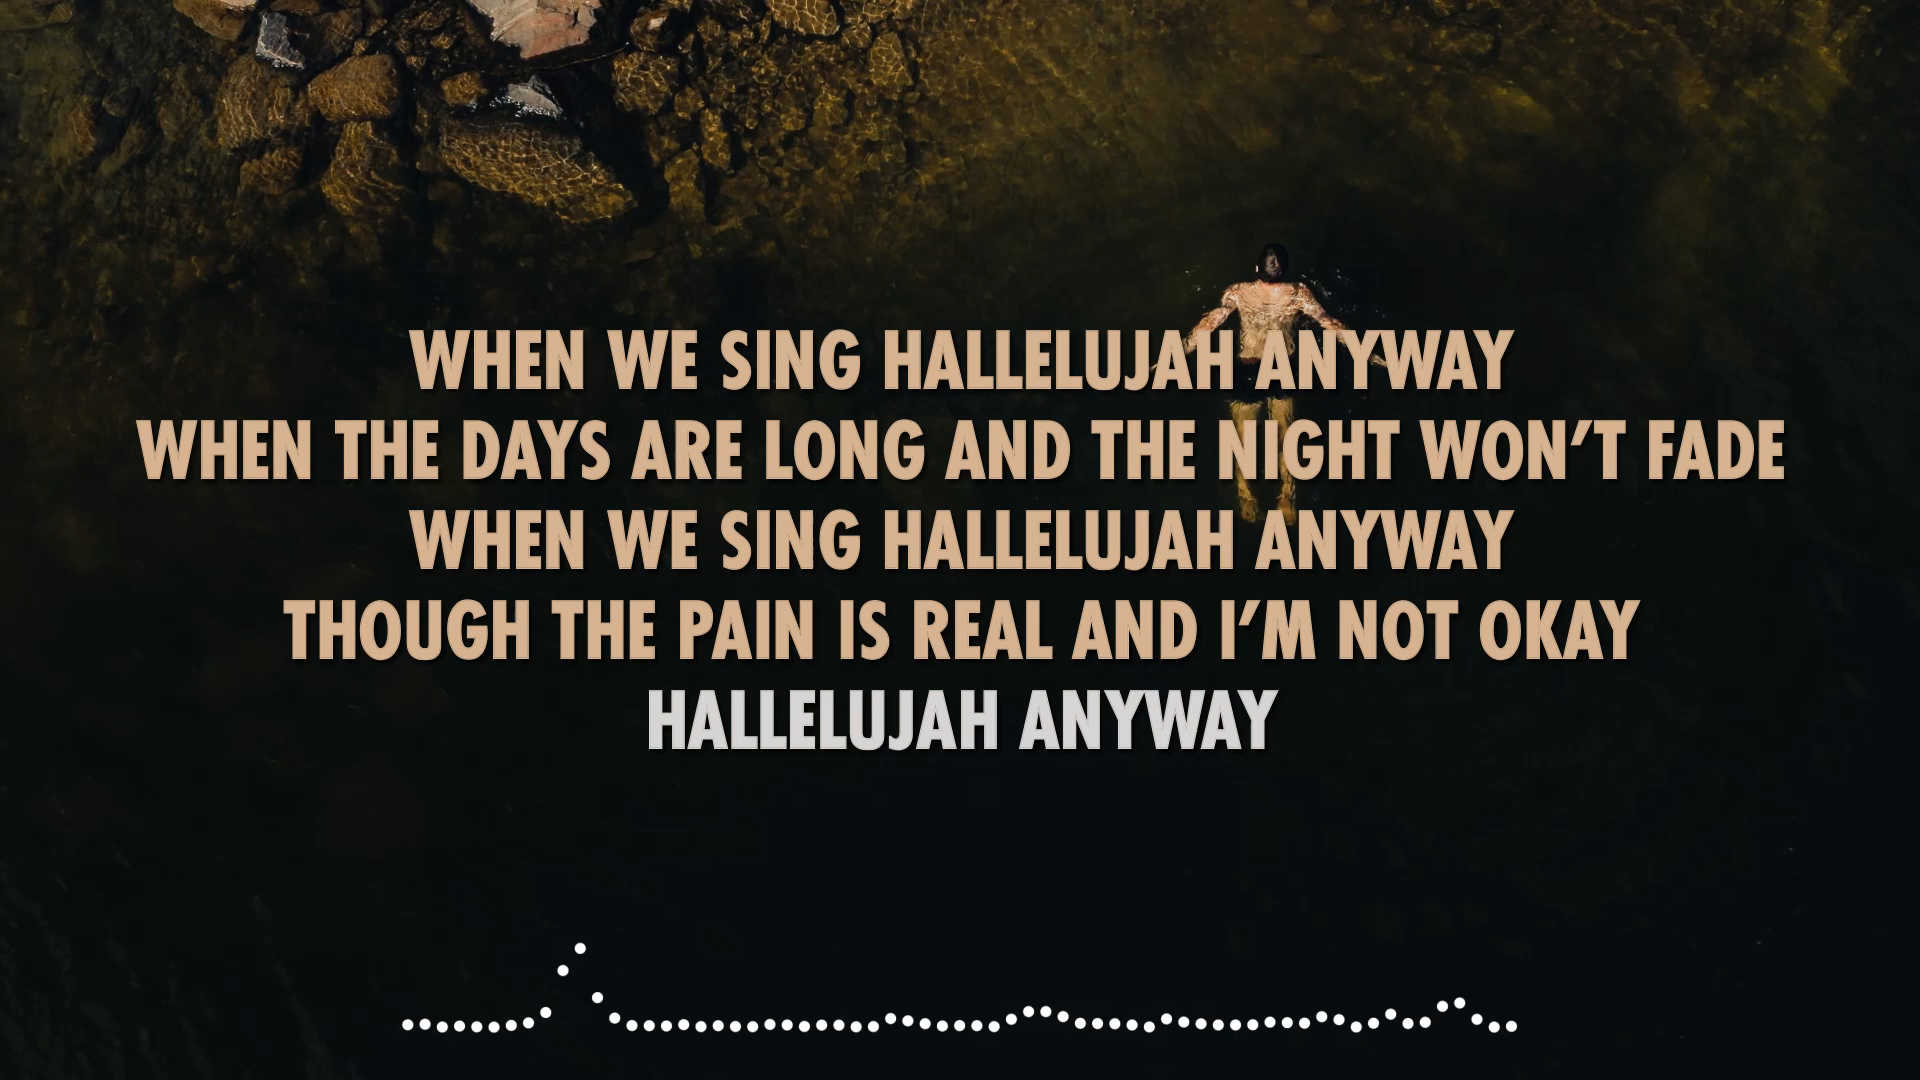 WHEN WE SING HALLELUJAH ANYWAY
WHEN THE DAYS ARE LONG AND THE NIGHT WON’T FADE
WHEN WE SING HALLELUJAH ANYWAY
THOUGH THE PAIN IS REAL AND I’M NOT OKAY
HALLELUJAH ANYWAY